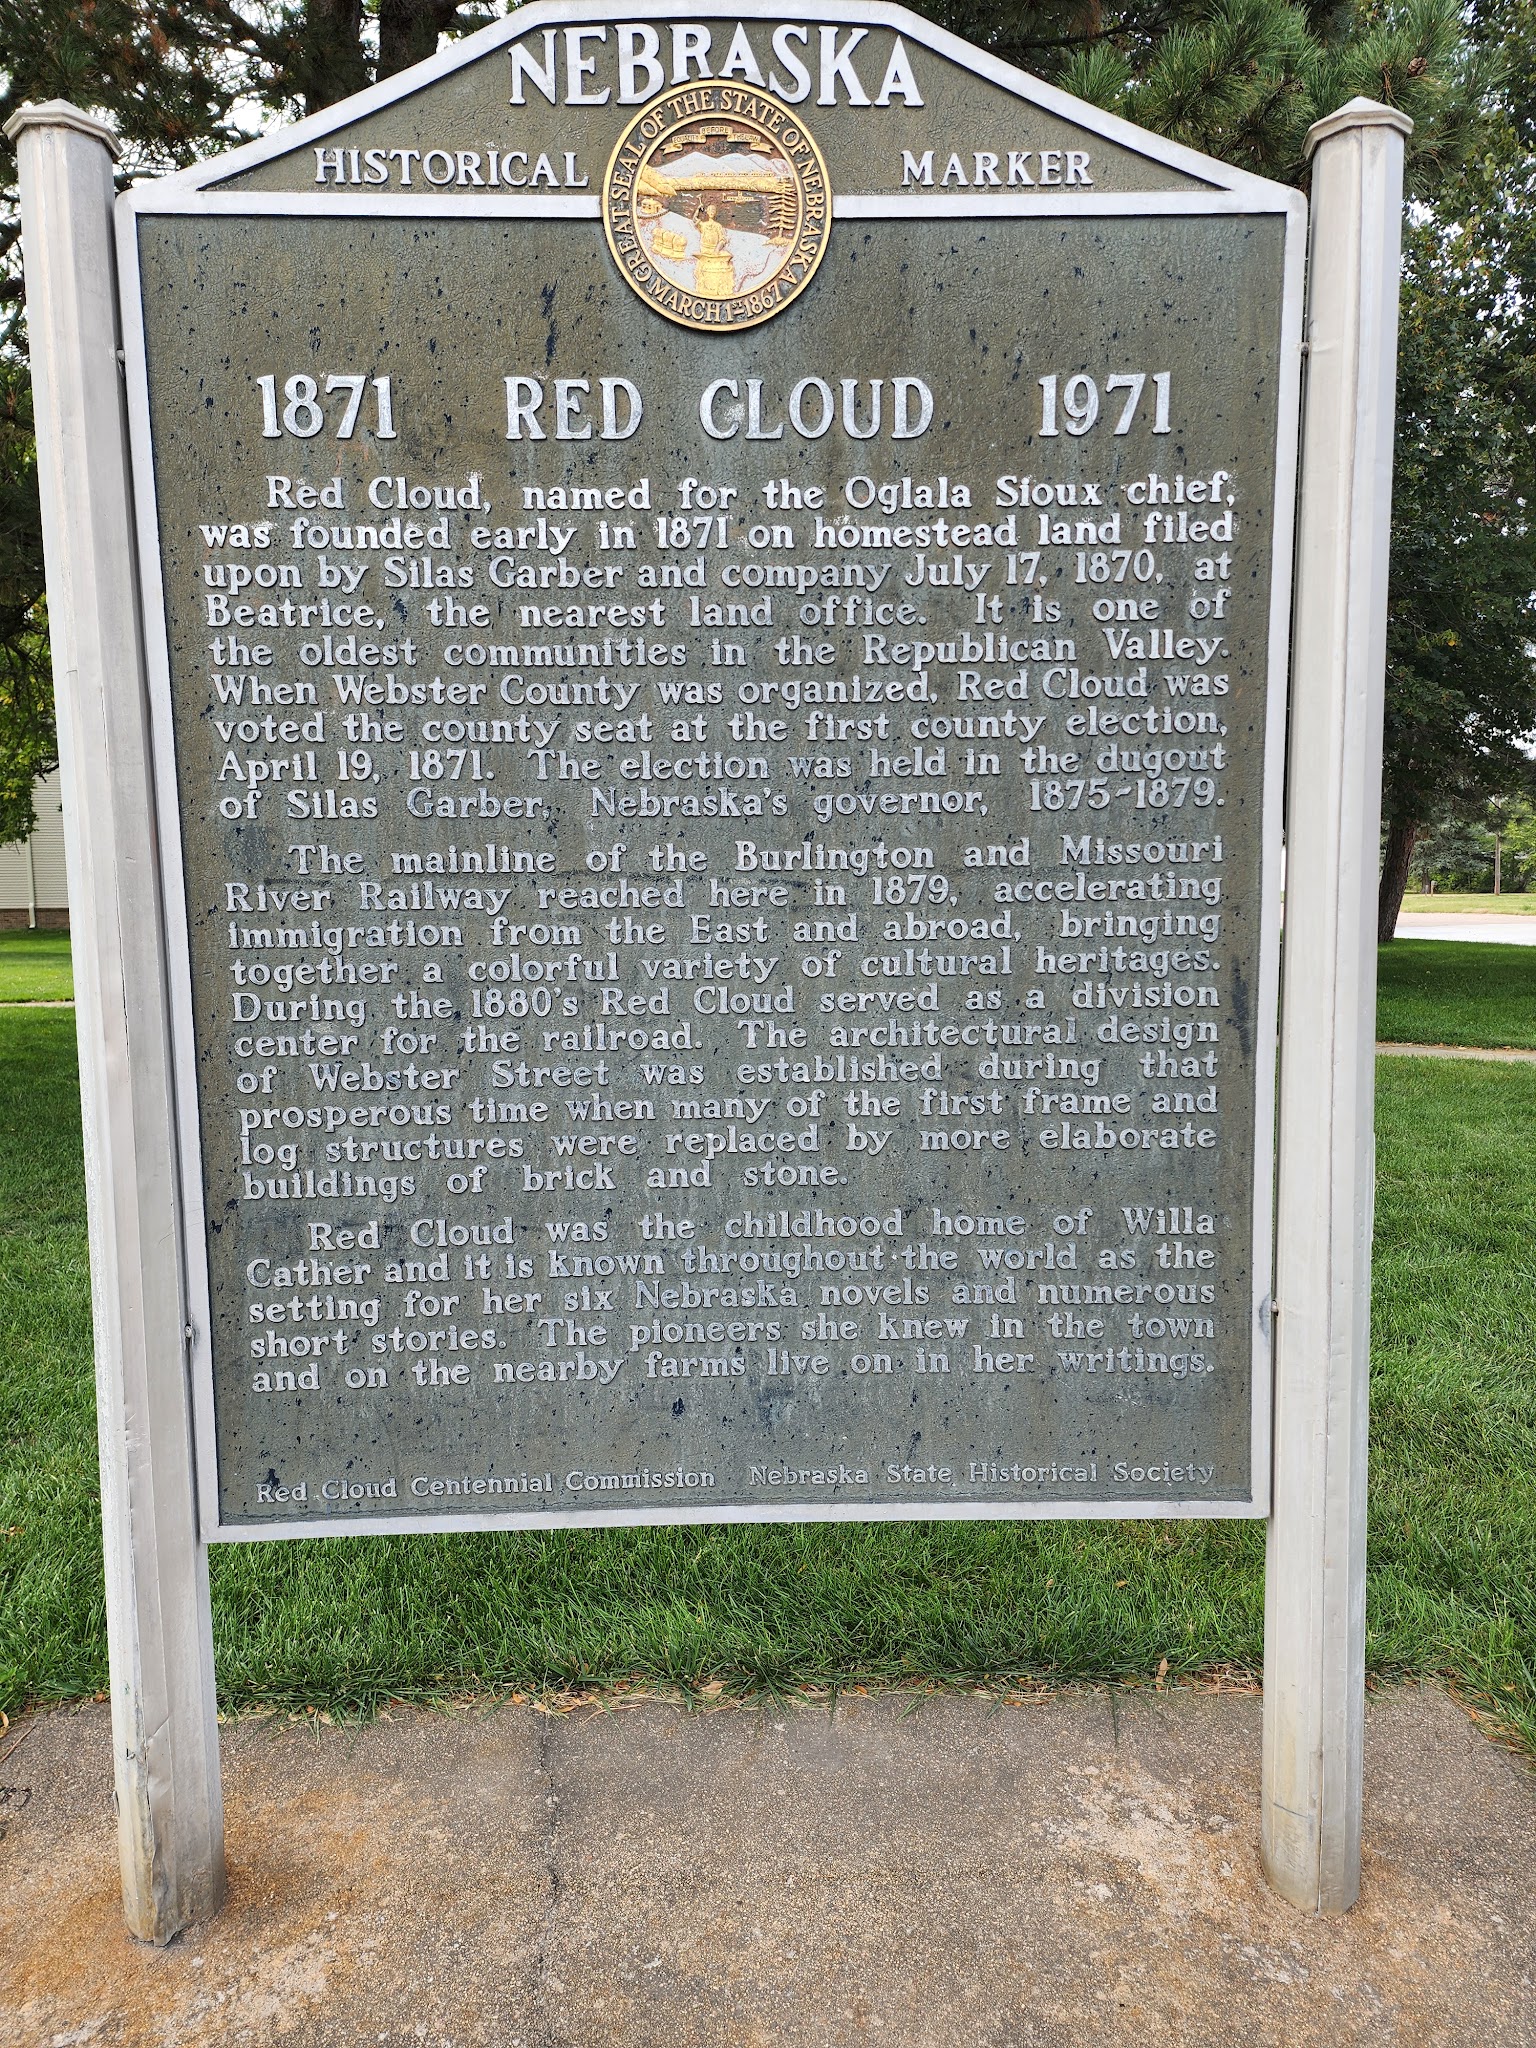 NEBRASKA
HISTORICAL MARKER
GREAT SEAL OF THE STATE OF NEBRASKA
EQUALITY BEFORE THE LAW
MARCH 1ST 1867
1871 RED CLOUD 1971
Red Cloud, named for the Oglala Sioux chief,
was founded early in 1871 on homestead land filed
upon by Silas Garber and company July 17, 1870, at
Beatrice, the nearest land office. It is one of
the oldest communities in the Republican Valley.
When Webster County was organized, Red Cloud was
voted the county seat at the first county election,
April 19, 1871. The election was held in the dugout
of Silas Garber, Nebraska's governor, 1875-1879.
The mainline of the Burlington and Missouri
River Railway reached here in 1879, accelerating
immigration from the East and abroad, bringing
together a colorful variety of cultural heritages.
During the 1880's Red Cloud served as a division
center for the railroad. The architectural design
of Webster Street was established during that
prosperous time when many of the first frame and
log structures were replaced by more elaborate
buildings of brick and stone.
Red Cloud was the childhood home of Willa
Cather and it is known throughout the world as the
setting for her six Nebraska novels and numerous
short stories. The pioneers she knew in the town
and on the nearby farms live on in her writings.
Red Cloud Centennial Commission Nebraska State Historical Society